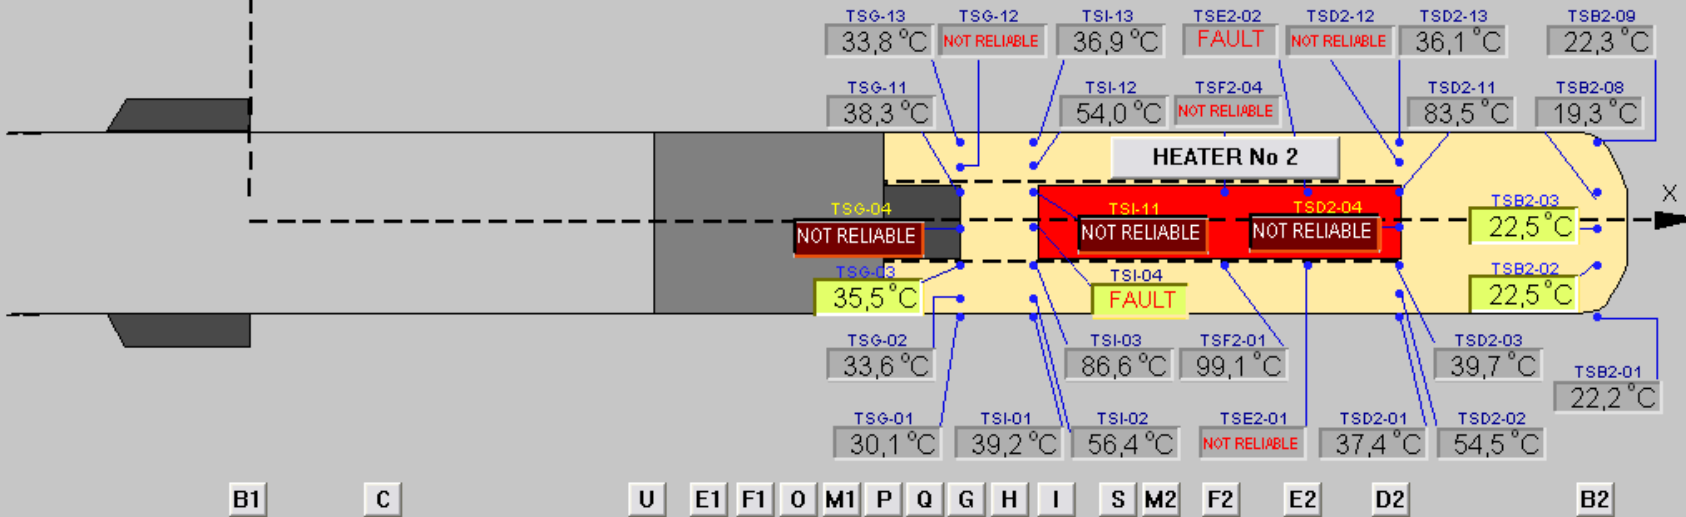 TSG-13 TSG-12 TSI-13 TSE2-02 TSD2-12 TSD2-13 TSB2-09
33,8 °C NOT RELIABLE 36,9 °C FAULT NOT RELIABLE 36,1 °C 22,3 °C
TSG-11 TSI-12 TSF2-04 TSD2-11 TSB2-08
38,3 °C 54,0 °C NOT RELIABLE 83,5 °C 19,3 °C
HEATER No 2
X
TSG-04 TSI-11 TSD2-04 TSB2-03
NOT RELIABLE NOT RELIABLE NOT RELIABLE 22,5 °C
TSG-03 TSI-04 TSB2-02
35,5 °C FAULT 22,5 °C
TSG-02 TSI-03 TSF2-01 TSD2-03
33,6 °C 86,6 °C 99,1 °C 39,7 °C
TSB2-01
22,2 °C
TSG-01 TSI-01 TSI-02 TSE2-01 TSD2-01 TSD2-02
30,1 °C 39,2 °C 56,4 °C NOT RELIABLE 37,4 °C 54,5 °C
B1 C U E1 F1 O M1 P Q G H I S M2 F2 E2 D2 B2